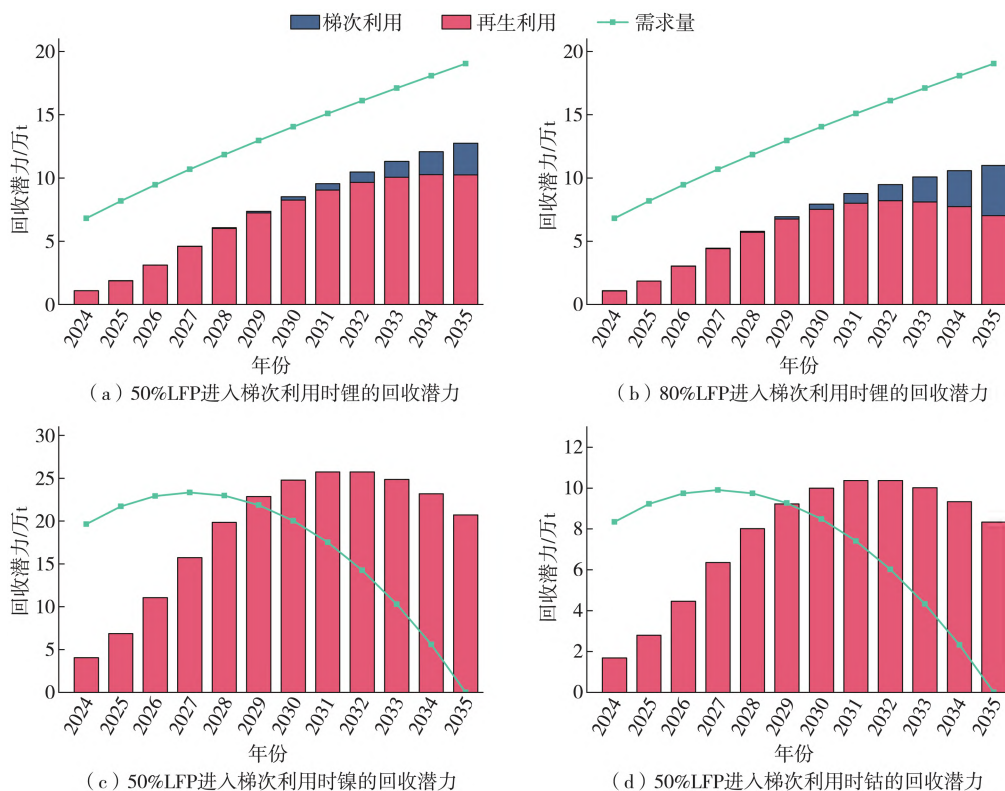 梯次利用 再生利用 需求量
回收潜力/万t
20
15
10
5
0
2024 2025 2026 2027 2028 2029 2030 2031 2032 2033 2034 2035
年份
（a）50%LFP进入梯次利用时锂的回收潜力
回收潜力/万t
20
15
10
5
0
2024 2025 2026 2027 2028 2029 2030 2031 2032 2033 2034 2035
年份
（b）80%LFP进入梯次利用时锂的回收潜力
回收潜力/万t
30
25
20
15
10
5
0
2024 2025 2026 2027 2028 2029 2030 2031 2032 2033 2034 2035
年份
（c）50%LFP进入梯次利用时镍的回收潜力
回收潜力/万t
12
10
8
6
4
2
0
2024 2025 2026 2027 2028 2029 2030 2031 2032 2033 2034 2035
年份
（d）50%LFP进入梯次利用时钴的回收潜力